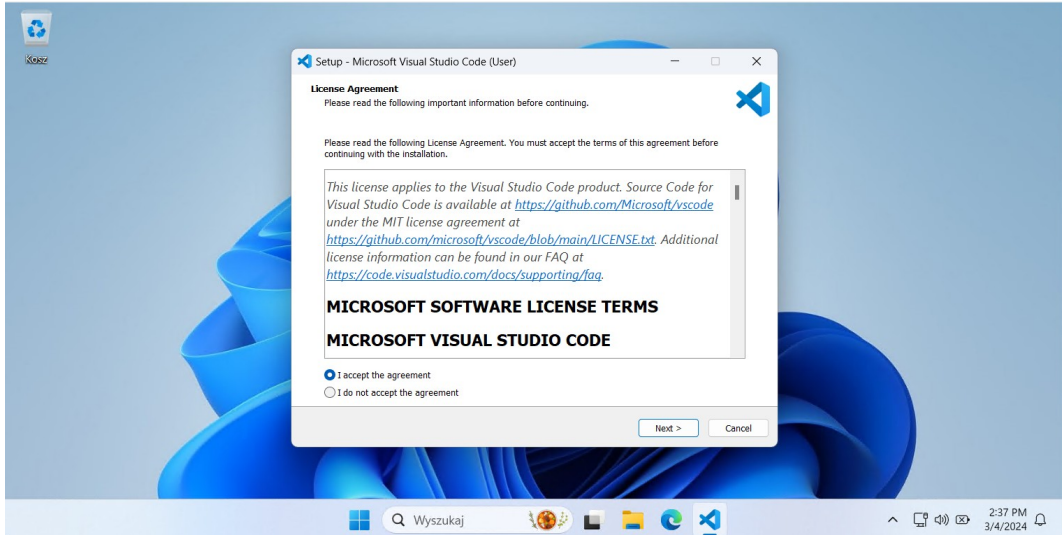 Kosz
Setup - Microsoft Visual Studio Code (User)
License Agreement
Please read the following important information before continuing.
Please read the following License Agreement. You must accept the terms of this agreement before
continuing with the installation.
This license applies to the Visual Studio Code product. Source Code for
Visual Studio Code is available at https://github.com/Microsoft/vscode
under the MIT license agreement at
https://github.com/microsoft/vscode/blob/main/LICENSE.txt. Additional
license information can be found in our FAQ at
https://code.visualstudio.com/docs/supporting/faq.
MICROSOFT SOFTWARE LICENSE TERMS
MICROSOFT VISUAL STUDIO CODE
I accept the agreement
I do not accept the agreement
Next >
Cancel
Wyszukaj
2:37 PM
3/4/2024